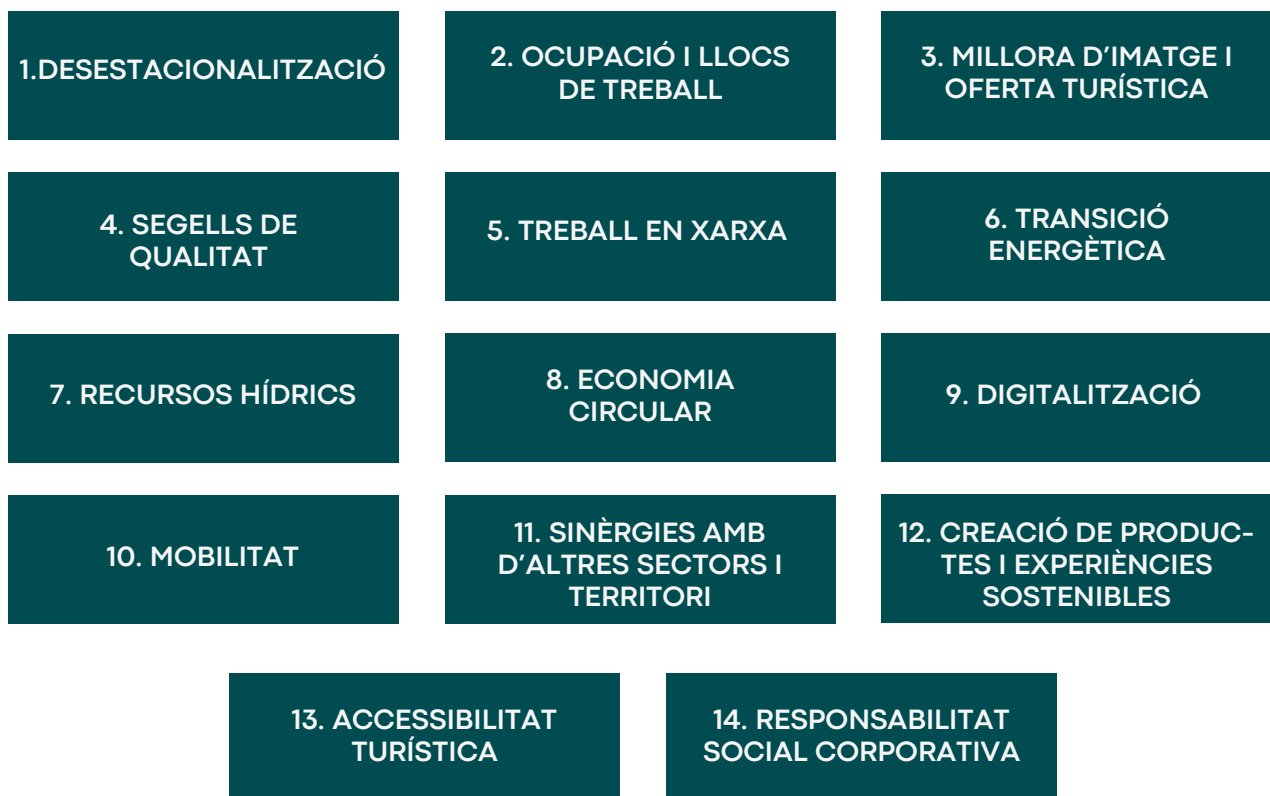 1.DESESTACIONALITZACIÓ
2. OCUPACIÓ I LLOCS
DE TREBALL
3. MILLORA D'IMATGE I
OFERTA TURÍSTICA
4. SEGELLS DE
QUALITAT
5. TREBALL EN XARXA
6. TRANSICIÓ
ENERGÈTICA
7. RECURSOS HÍDRICS
8. ECONOMIA
CIRCULAR
9. DIGITALITZACIÓ
10. MOBILITAT
11. SINÈRGIES AMB
D'ALTRES SECTORS I
TERRITORI
12. CREACIÓ DE PRODUC-
TES I EXPERIÈNCIES
SOSTENIBLES
13. ACCESSIBILITAT
TURÍSTICA
14. RESPONSABILITAT
SOCIAL CORPORATIVA